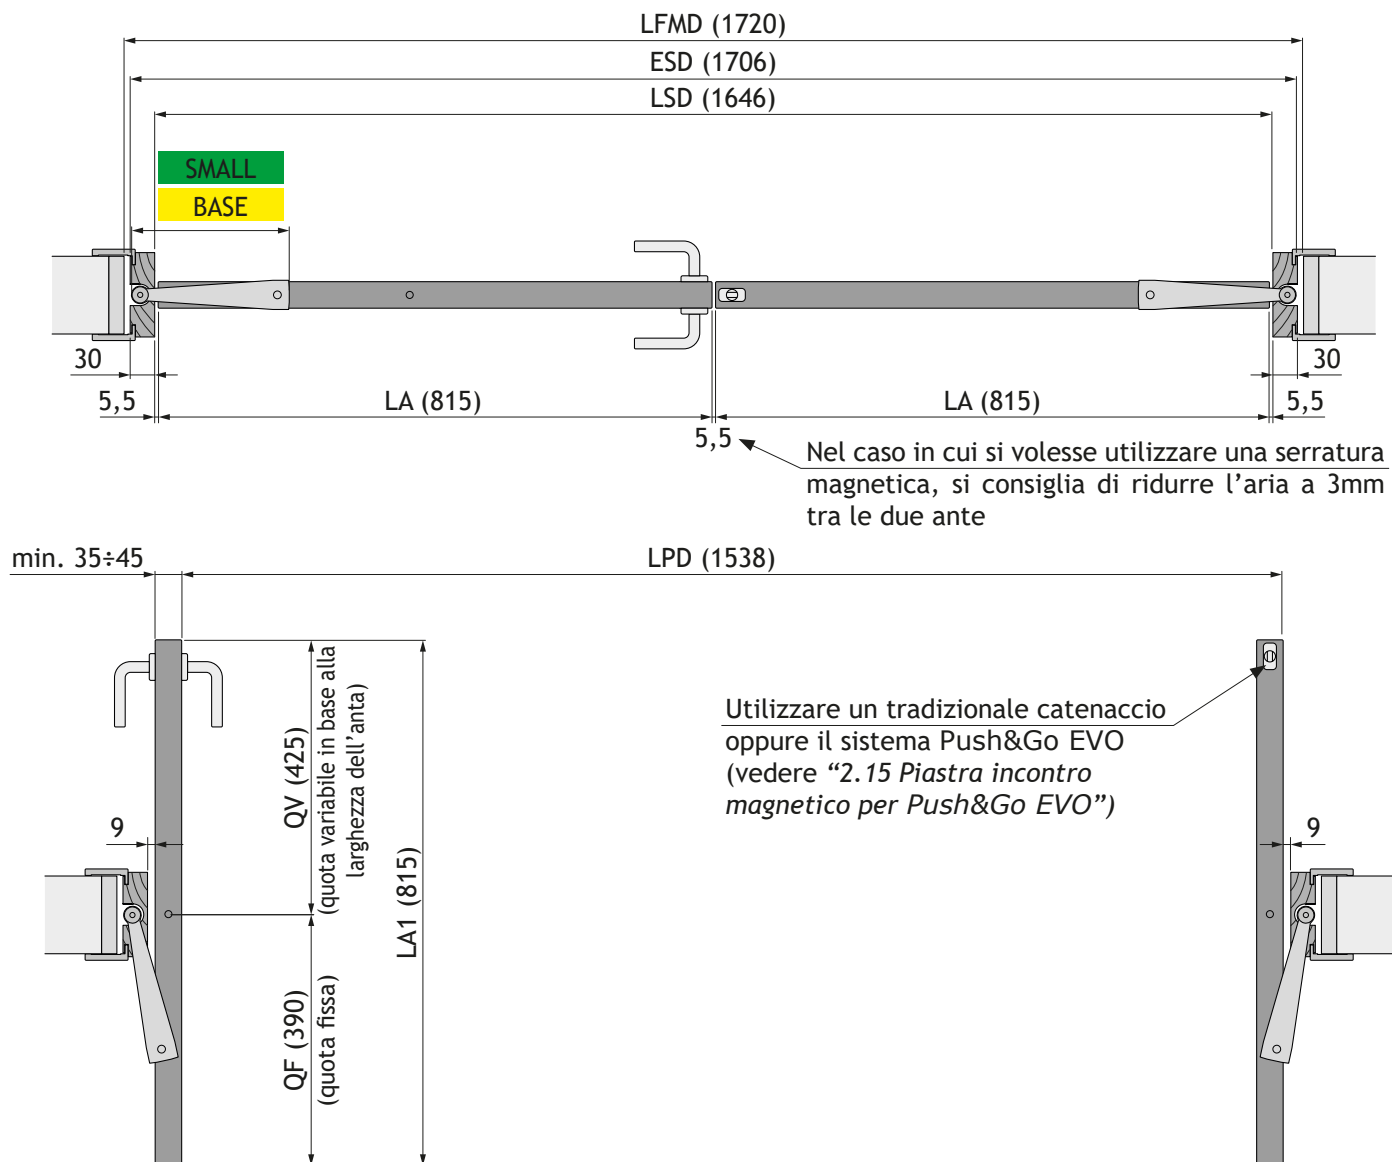 LFMD (1720)
ESD (1706)
LSD (1646)
SMALL
BASE
30
30
5,5
LA (815)
LA (815)
5,5
5,5
Nel caso in cui si volesse utilizzare una serratura
magnetica, si consiglia di ridurre l’aria a 3mm
tra le due ante
min. 35÷45
LPD (1538)
QV (425)
(quota variabile in base alla
larghezza dell’anta)
Utilizzare un tradizionale catenaccio
oppure il sistema Push&Go EVO
(vedere “2.15 Piastra incontro
magnetico per Push&Go EVO”)
9
9
LA1 (815)
QF (390)
(quota fissa)